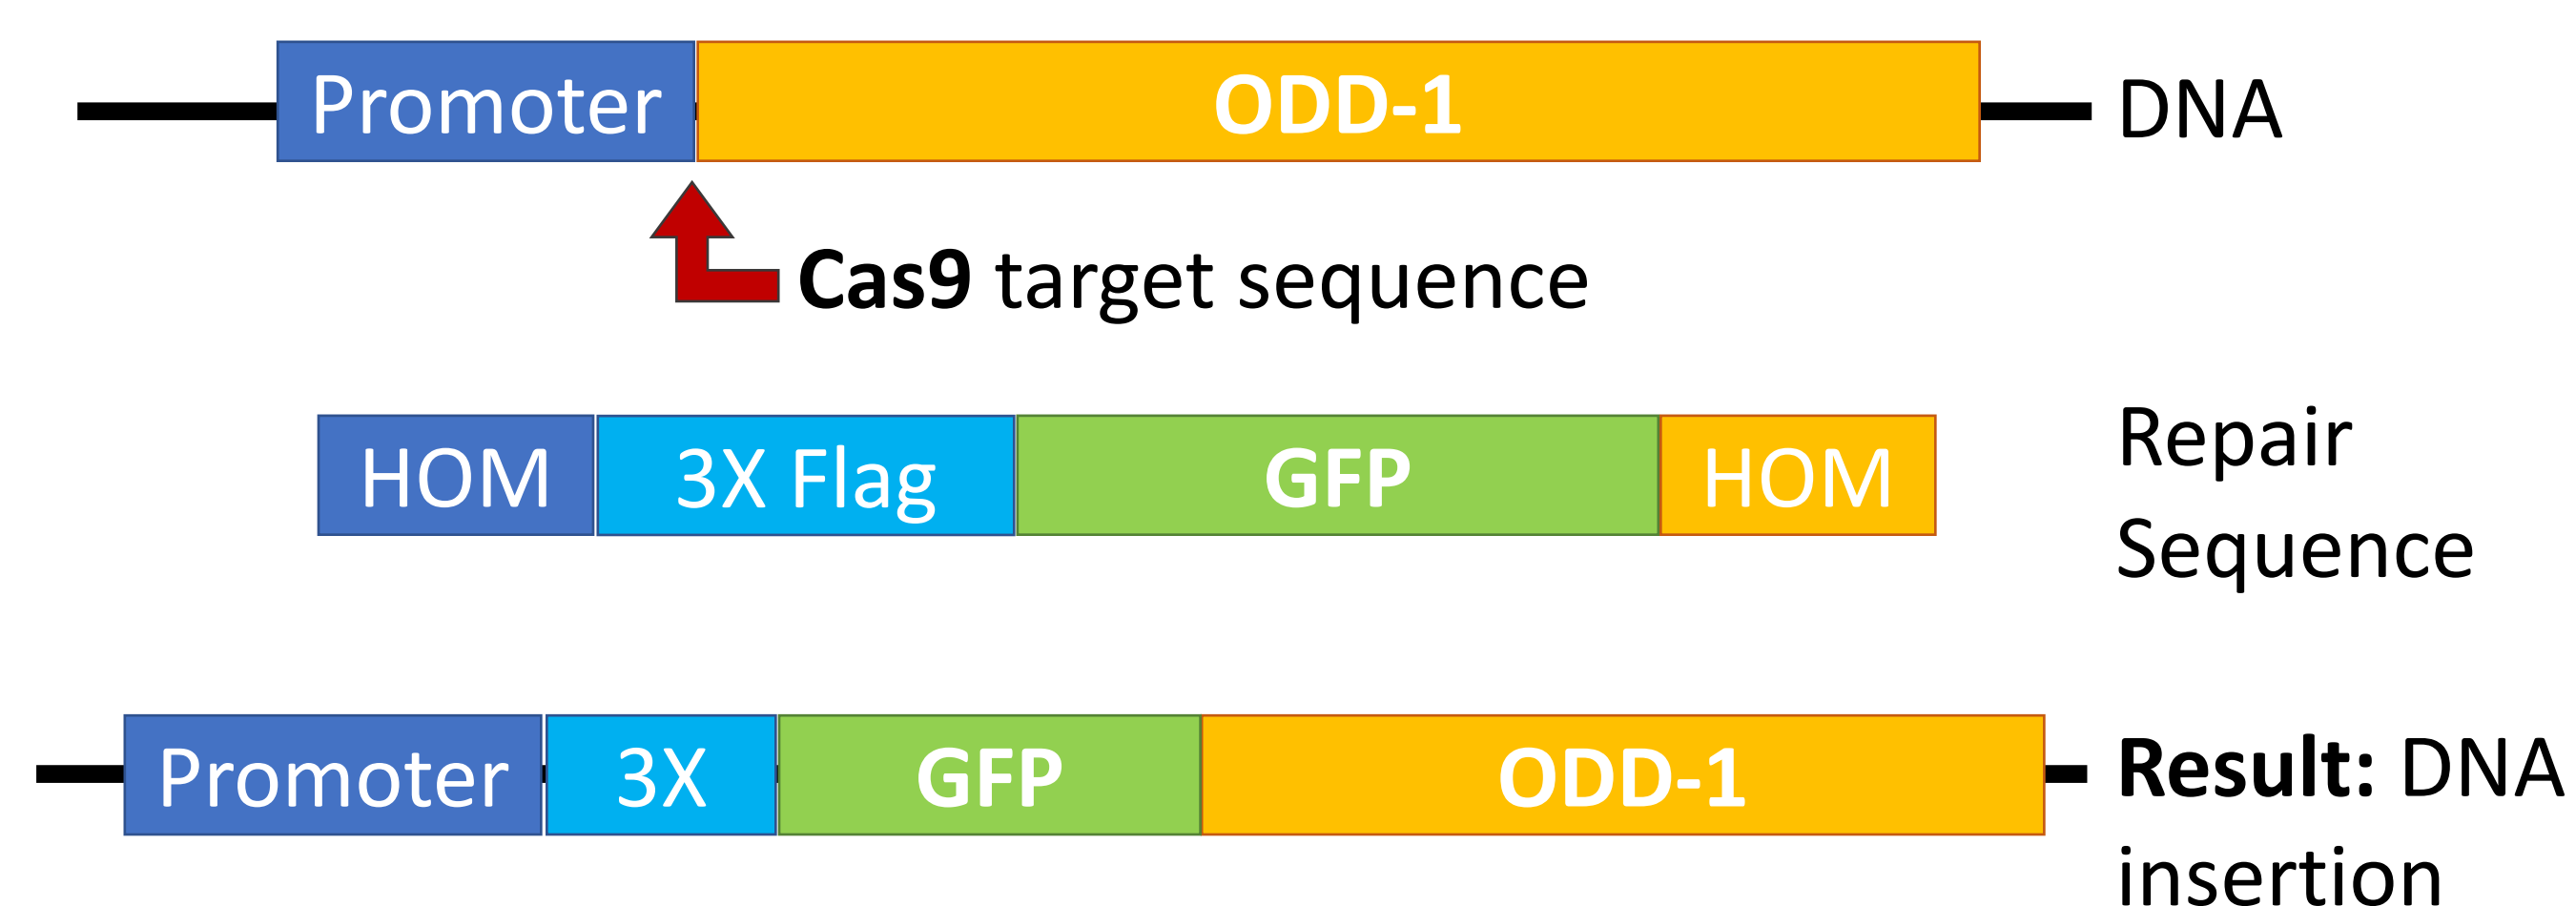 Promoter ODD-1 DNA
Cas9 target sequence
HOM 3X Flag GFP HOM Repair
Sequence
Promoter 3X GFP ODD-1 Result: DNA
insertion